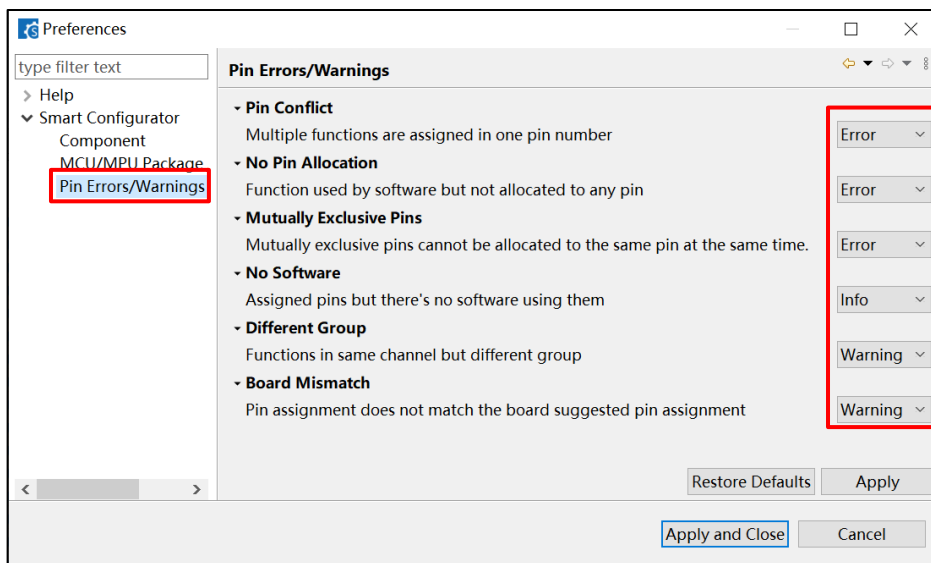 Preferences
type filter text
Help
Smart Configurator
Component
MCU/MPU Package
Pin Errors/Warnings
Pin Errors/Warnings
Pin Conflict
Multiple functions are assigned in one pin number
Error
No Pin Allocation
Function used by software but not allocated to any pin
Error
Mutually Exclusive Pins
Mutually exclusive pins cannot be allocated to the same pin at the same time.
Error
No Software
Assigned pins but there's no software using them
Info
Different Group
Functions in same channel but different group
Warning
Board Mismatch
Pin assignment does not match the board suggested pin assignment
Warning
Restore Defaults
Apply
Apply and Close
Cancel